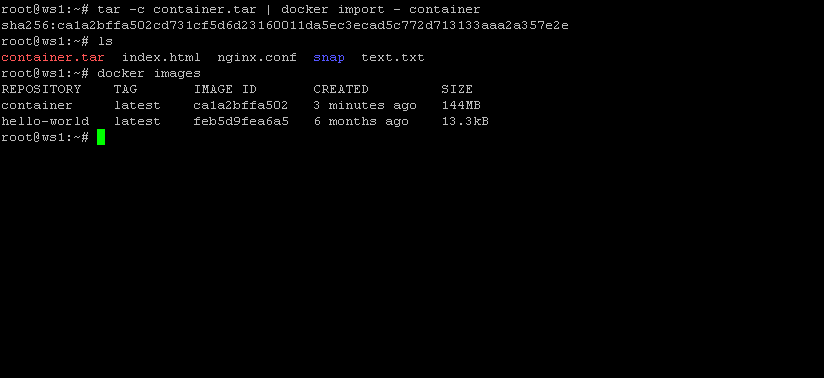 root@ws1:~# tar -c container.tar | docker import - container
sha256:ca1a2bffa502cd731cf5d6d23160011da5ec3ecad5c772d713133aaa2a357e2e
root@ws1:~# ls
container.tar  index.html  nginx.conf  snap  text.txt
root@ws1:~# docker images
REPOSITORY    TAG       IMAGE ID       CREATED         SIZE
container     latest    ca1a2bffa502   3 minutes ago   144MB
hello-world   latest    feb5d9fea6a5   6 months ago    13.3kB
root@ws1:~#